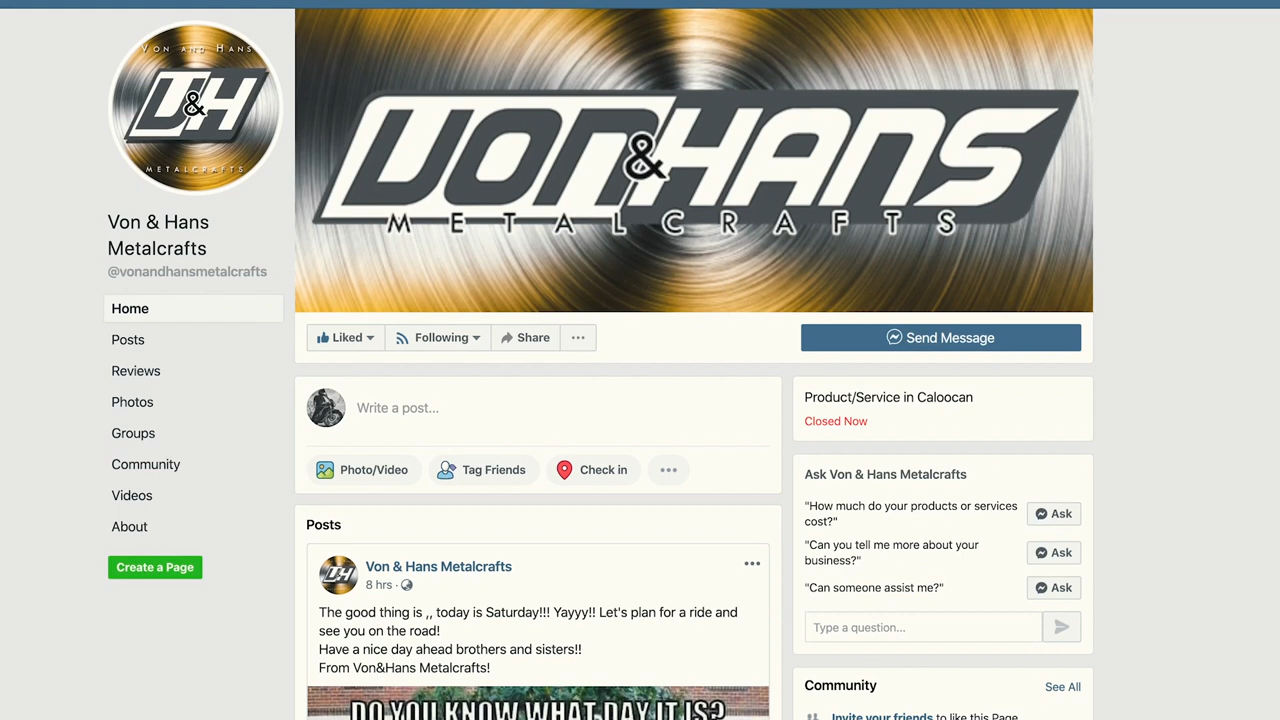 VON AND HANS
V&H
METALCRAFTS
Von & Hans
Metalcrafts
@vonandhansmetalcrafts
Home
Posts
Reviews
Photos
Groups
Community
Videos
About
Create a Page
VON&HANS
METALCRAFTS
Liked
Following
Share
...
Send Message
Write a post...
Photo/Video
Tag Friends
Check in
...
Posts
Von & Hans Metalcrafts
...
8 hrs ·
The good thing is ,, today is Saturday!!! Yayyy!! Let's plan for a ride and
see you on the road!
Have a nice day ahead brothers and sisters!!
From Von&Hans Metalcrafts!
DO YOU KNOW WHAT DAY IT IS?
Product/Service in Caloocan
Closed Now
Ask Von & Hans Metalcrafts
"How much do your products or services
cost?"
Ask
"Can you tell me more about your
business?"
Ask
"Can someone assist me?"
Ask
Type a question...
Community
See All
Invite your friends to like this Page